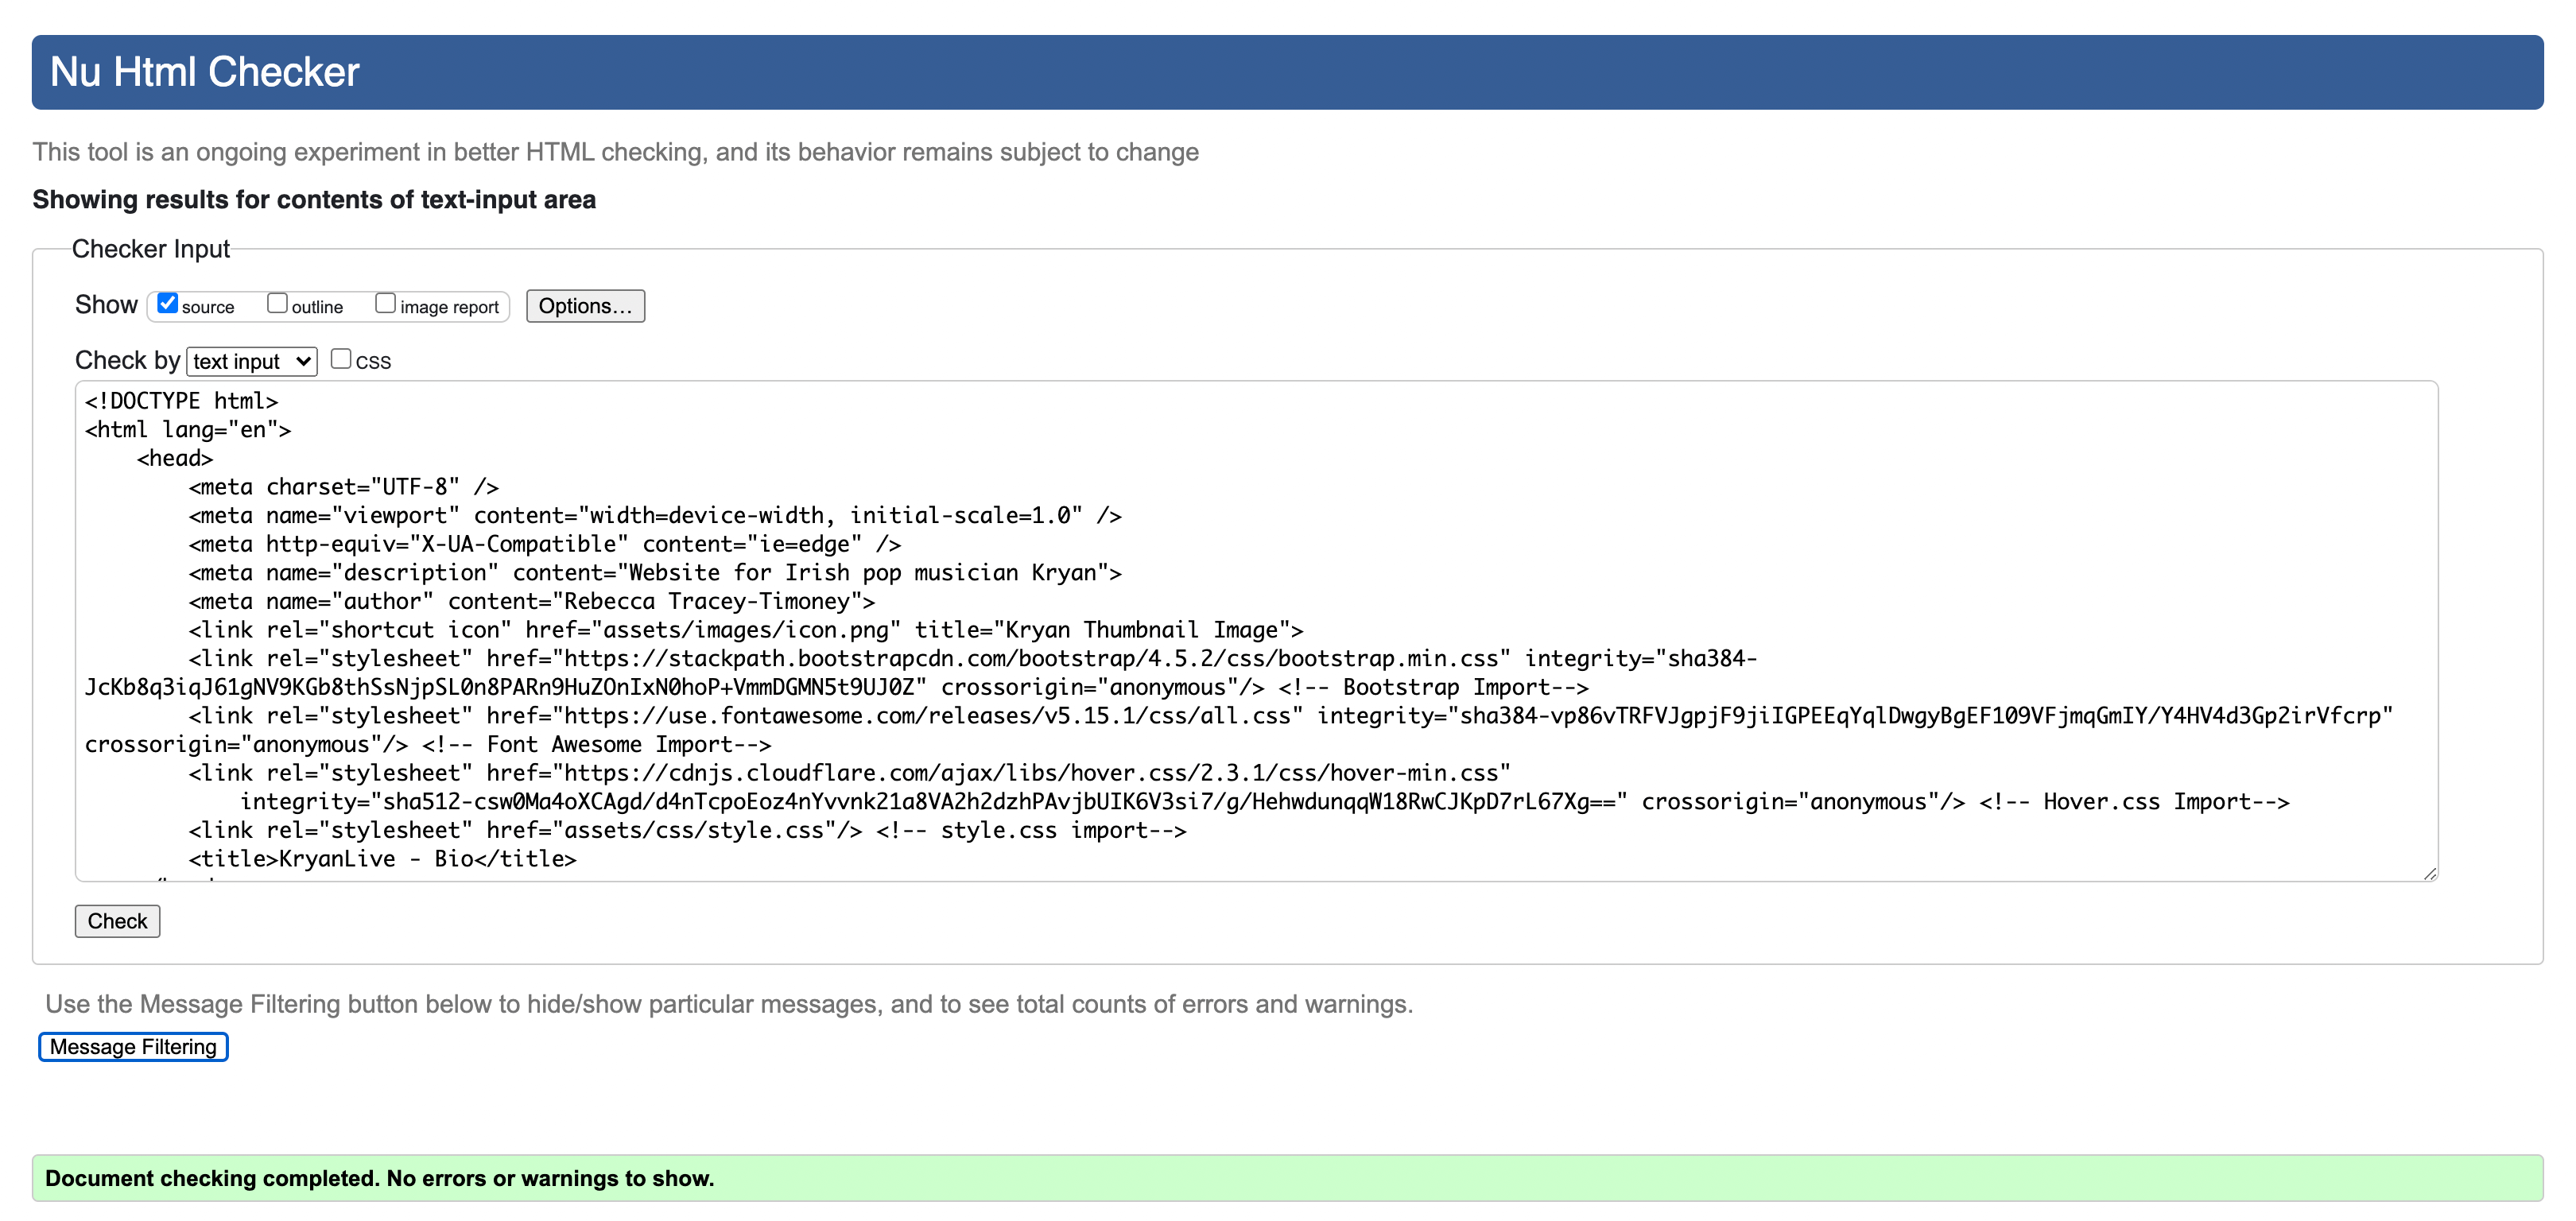 Nu Html Checker
This tool is an ongoing experiment in better HTML checking, and its behavior remains subject to change
Showing results for contents of text-input area
Checker Input
Show source outline image report Options...
Check by text input CSS
<!DOCTYPE html>
<html lang="en">
    <head>
        <meta charset="UTF-8" />
        <meta name="viewport" content="width=device-width, initial-scale=1.0" />
        <meta http-equiv="X-UA-Compatible" content="ie=edge" />
        <meta name="description" content="Website for Irish pop musician Kryan">
        <meta name="author" content="Rebecca Tracey-Timoney">
        <link rel="shortcut icon" href="assets/images/icon.png" title="Kryan Thumbnail Image">
        <link rel="stylesheet" href="https://stackpath.bootstrapcdn.com/bootstrap/4.5.2/css/bootstrap.min.css" integrity="sha384-
JcKb8q3iqJ61gNV9KGb8thSsNjpSL0n8PARn9HuZOnIxN0hoP+VmmDGMN5t9UJ0Z" crossorigin="anonymous"/> <!-- Bootstrap Import-->
        <link rel="stylesheet" href="https://use.fontawesome.com/releases/v5.15.1/css/all.css" integrity="sha384-vp86vTRFVJgpjF9jiIGPEEqYqlDwgyBgEF109VFjmqGmIY/Y4HV4d3Gp2irVfcrp"
crossorigin="anonymous"/> <!-- Font Awesome Import-->
        <link rel="stylesheet" href="https://cdnjs.cloudflare.com/ajax/libs/hover.css/2.3.1/css/hover-min.css"
            integrity="sha512-csw0Ma4oXCAgd/d4nTcpoEoz4nYvvnk21a8VA2h2dzhPAvjbUIK6V3si7/g/HehwdunqqW18RwCJKpD7rL67Xg==" crossorigin="anonymous"/> <!-- Hover.css Import-->
        <link rel="stylesheet" href="assets/css/style.css"/> <!-- style.css import-->
        <title>KryanLive - Bio</title>
Check
Use the Message Filtering button below to hide/show particular messages, and to see total counts of errors and warnings.
Message Filtering
Document checking completed. No errors or warnings to show.